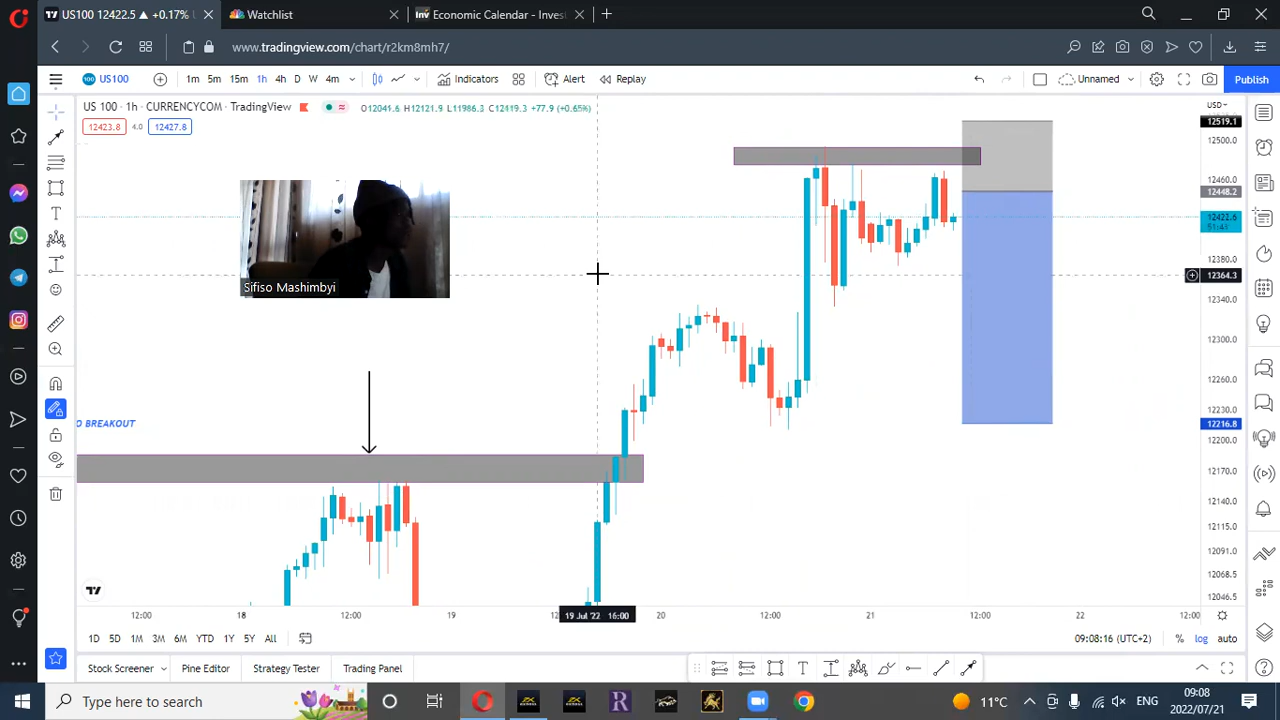 US100 12422.5 ▲ +0.17%
Watchlist
Economic Calendar - Inves
www.tradingview.com/chart/r2km8mh7/
US100
1m 5m 15m 1h 4h D W 4m
Indicators
Alert
Replay
Unnamed
Publish
US 100 · 1h · CURRENCYCOM · TradingView
O12041.6 H12121.9 L11986.3 C12119.3 +77.9 (+0.65%)
12423.8 4.0 12427.8
USD
12519.1
12500.0
12460.0
12448.2
12422.6
51:43
12380.0
12364.3
12340.0
12300.0
12260.0
12230.0
12216.8
12200.0
12170.0
12140.0
12115.0
12091.0
12068.5
12046.5
Sifiso Mashimbyi
O BREAKOUT
12:00 18 12:00 19 12 19 Jul '22 16:00 20 12:00 21 12:00 22 12:00
1D 5D 1M 3M 6M YTD 1Y 5Y All
09:08:16 (UTC+2)
% log auto
Stock Screener
Pine Editor
Strategy Tester
Trading Panel
Type here to search
11°C
ENG
09:08
2022/07/21